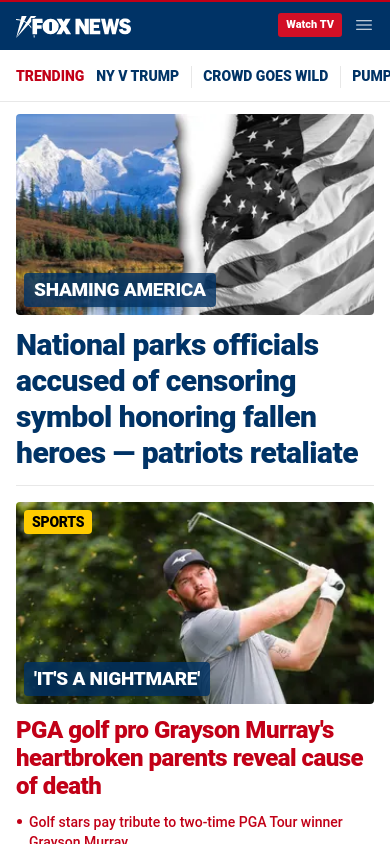 FOX NEWS
Watch TV
TRENDING NY V TRUMP CROWD GOES WILD PUMP
SHAMING AMERICA
National parks officials
accused of censoring
symbol honoring fallen
heroes — patriots retaliate
SPORTS
'IT'S A NIGHTMARE'
PGA golf pro Grayson Murray's
heartbroken parents reveal cause
of death
• Golf stars pay tribute to two-time PGA Tour winner
Grayson Murray